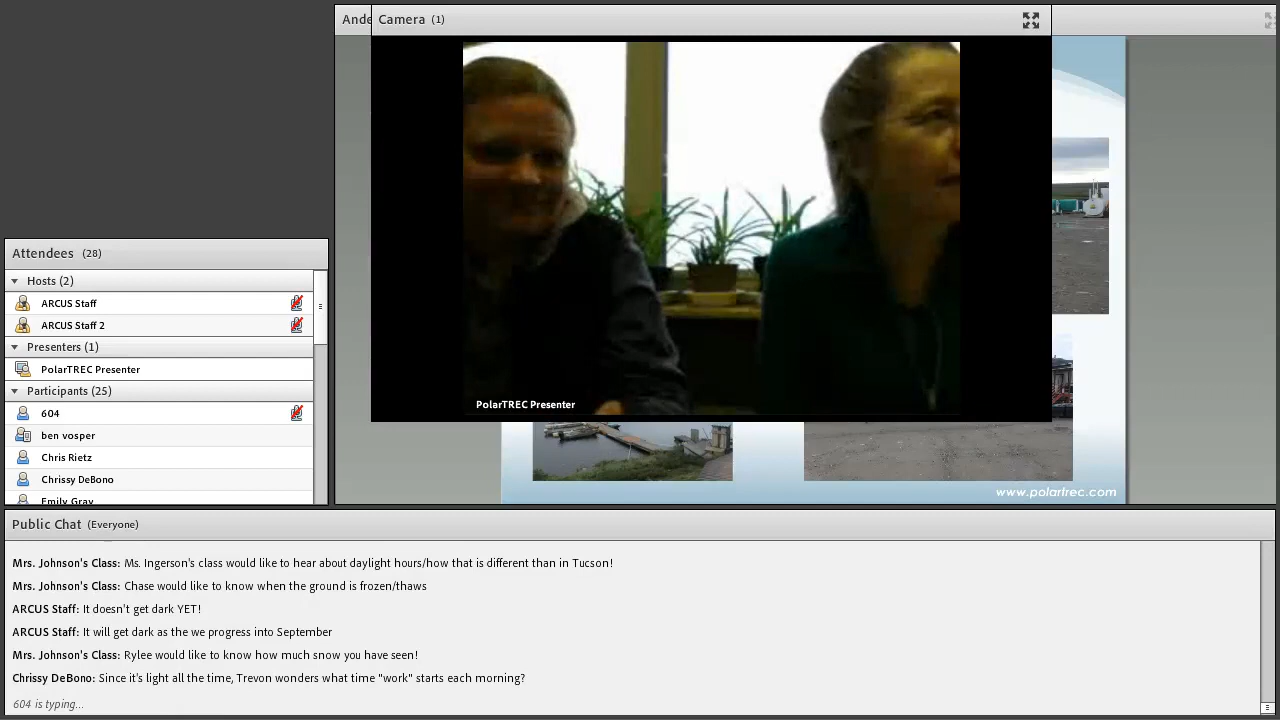 Ande
Camera (1)
PolarTREC Presenter
www.polartrec.com
Attendees (28)
Hosts (2)
ARCUS Staff
ARCUS Staff 2
Presenters (1)
PolarTREC Presenter
Participants (25)
604
ben vosper
Chris Rietz
Chrissy DeBono
Emily Gray
Public Chat (Everyone)
Mrs. Johnson's Class: Ms. Ingerson's class would like to hear about daylight hours/how that is different than in Tucson!
Mrs. Johnson's Class: Chase would like to know when the ground is frozen/thaws
ARCUS Staff: It doesn't get dark YET!
ARCUS Staff: It will get dark as the we progress into September
Mrs. Johnson's Class: Rylee would like to know how much snow you have seen!
Chrissy DeBono: Since it's light all the time, Trevon wonders what time "work" starts each morning?
604 is typing...